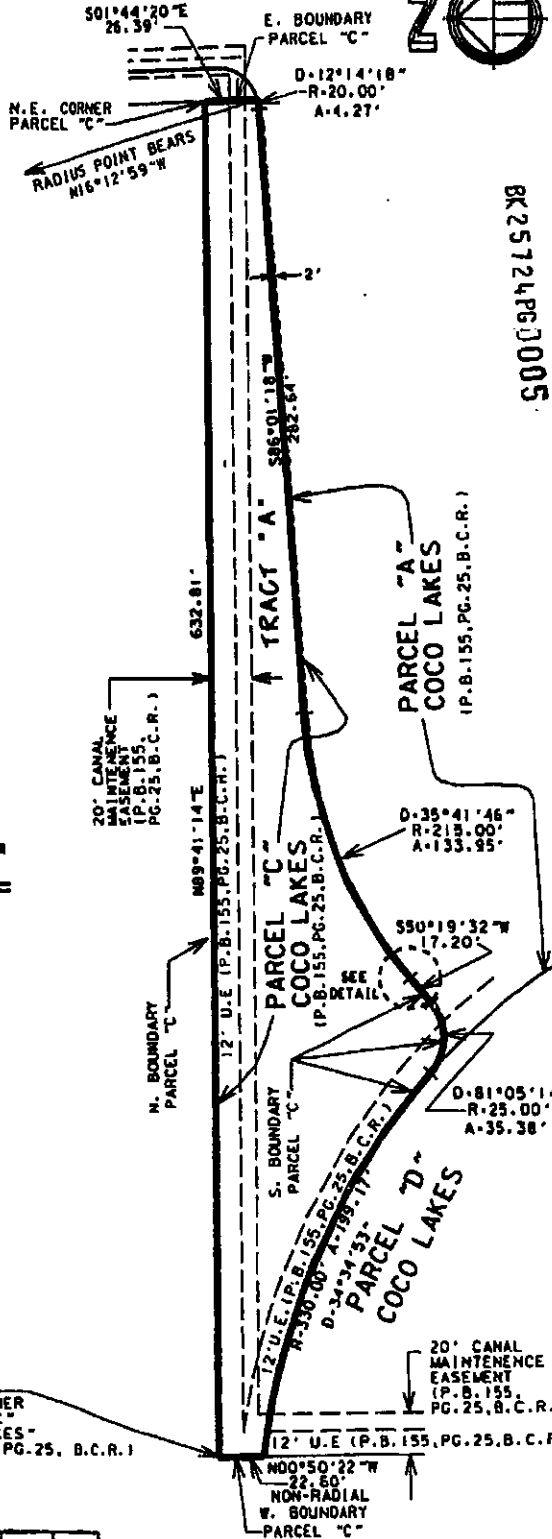 S01°44'20"E
26.39'
E. BOUNDARY
PARCEL "C"
N
D=12°14'18"
R=20.00'
A=4.27'
N.E. CORNER
PARCEL "C"
RADIUS POINT BEARS
N16°12'59"W
BK25724PG0005
2'
S86°01'18"W
282.64'
632.81'
TRACT "A"
PARCEL "A"
COCO LAKES
(P.B.155,PG.25,B.C.R.)
20' CANAL
MAINTENENCE
EASEMENT
(P.B.155,
PG.25,B.C.R.)
N89°41'14"E
12' U.E (P.B.155,PG.25,B.C.R.)
PARCEL "C"
COCO LAKES
(P.B.155,PG.25,B.C.R.)
D=35°41'46"
R=215.00'
A=133.95'
S50°19'32"W
17.20'
SEE
DETAIL
N. BOUNDARY
PARCEL "C"
S. BOUNDARY
PARCEL "C"
D=81°05'1
R=25.00'
A=35.38'
12' U.E. (P.B.155,PG.25,B.C.R.)
R=330.00' A=199.17'
D=34°34'53"
PARCEL "D"
COCO LAKES
20' CANAL
MAINTENENCE
EASEMENT
(P.B.155,
PG.25,B.C.R.
12' U.E (P.B.155,PG.25,B.C.F
NER
PG.25, B.C.R.)
N00°50'22"W
22.60'
NON-RADIAL
W. BOUNDARY
PARCEL "C"